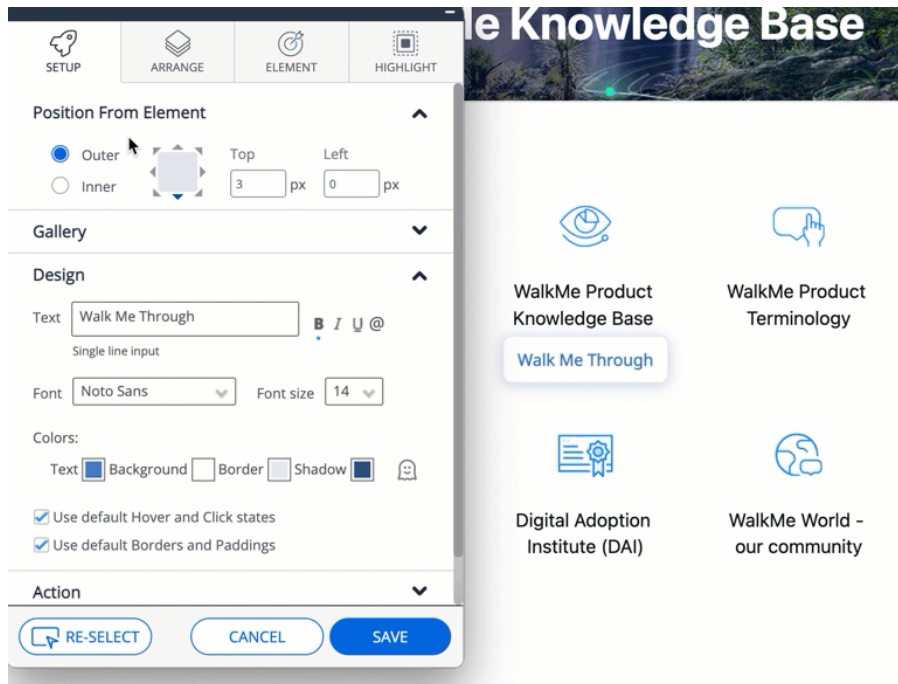 le Knowledge Base
SETUP
ARRANGE
ELEMENT
HIGHLIGHT
Position From Element
Outer
Inner
Top
Left
3 px
0 px
Gallery
Design
Text Walk Me Through B I U @
Single line input
Font Noto Sans Font size 14
Colors:
Text Background Border Shadow
Use default Hover and Click states
Use default Borders and Paddings
Action
RE-SELECT CANCEL SAVE
WalkMe Product
Knowledge Base
Walk Me Through
WalkMe Product
Terminology
Digital Adoption
Institute (DAI)
WalkMe World -
our community